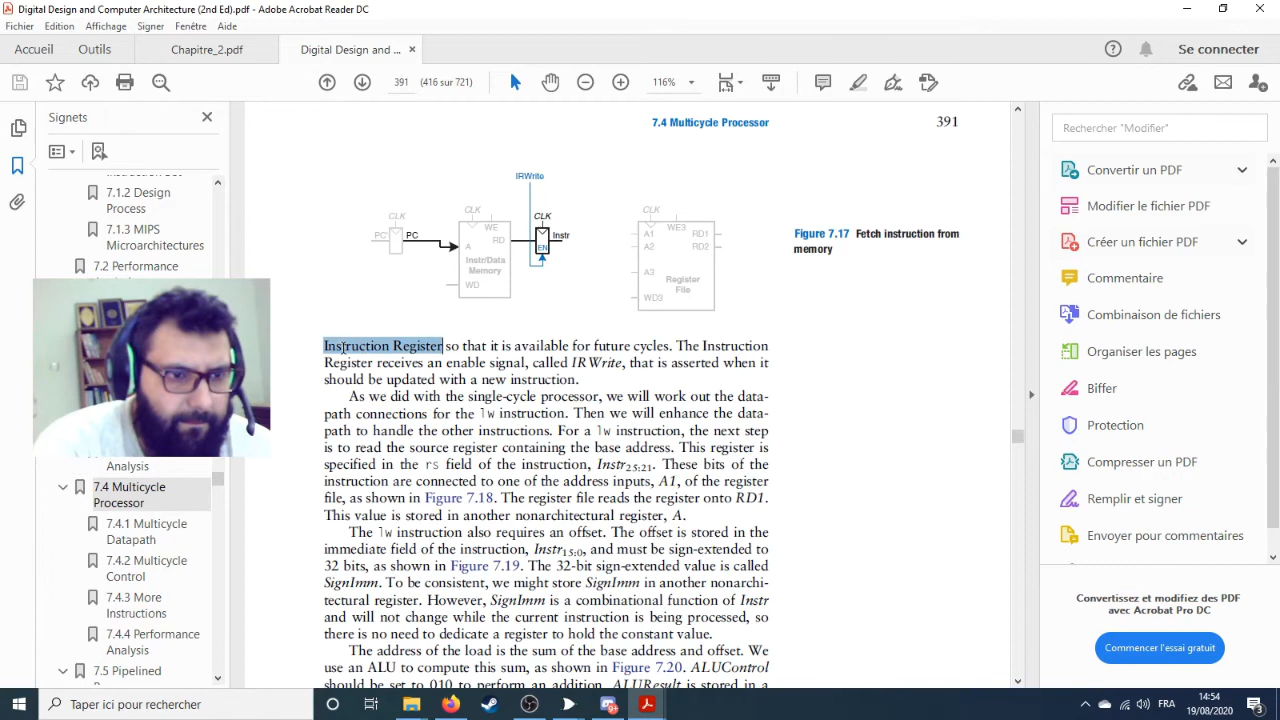 Digital Design and Computer Architecture (2nd Ed).pdf - Adobe Acrobat Reader DC
Fichier Edition Affichage Signer Fenêtre Aide
Accueil Outils Chapitre_2.pdf Digital Design and ... × Se connecter
391 (416 sur 721) 116%
Signets
7.1.2 Design
Process
7.1.3 MIPS
Microarchitectures
7.2 Performance
Analysis
7.4 Multicycle
Processor
7.4.1 Multicycle
Datapath
7.4.2 Multicycle
Control
7.4.3 More
Instructions
7.4.4 Performance
Analysis
7.5 Pipelined
7.4 Multicycle Processor 391
IRWrite
CLK CLK CLK CLK
PC' PC
A
WE
RD
Instr/Data
Memory
WD
EN
Instr
A1
A2
A3
WD3
WE3
RD1
RD2
Register
File
Figure 7.17 Fetch instruction from
memory
Instruction Register so that it is available for future cycles. The Instruction
Register receives an enable signal, called IRWrite, that is asserted when it
should be updated with a new instruction.
As we did with the single-cycle processor, we will work out the data-
path connections for the lw instruction. Then we will enhance the data-
path to handle the other instructions. For a lw instruction, the next step
is to read the source register containing the base address. This register is
specified in the rs field of the instruction, Instr25:21. These bits of the
instruction are connected to one of the address inputs, A1, of the register
file, as shown in Figure 7.18. The register file reads the register onto RD1.
This value is stored in another nonarchitectural register, A.
The lw instruction also requires an offset. The offset is stored in the
immediate field of the instruction, Instr15:0, and must be sign-extended to
32 bits, as shown in Figure 7.19. The 32-bit sign-extended value is called
SignImm. To be consistent, we might store SignImm in another nonarchi-
tectural register. However, SignImm is a combinational function of Instr
and will not change while the current instruction is being processed, so
there is no need to dedicate a register to hold the constant value.
The address of the load is the sum of the base address and offset. We
use an ALU to compute this sum, as shown in Figure 7.20. ALUControl
should be set to 010 to perform an addition. ALUResult is stored in a
Rechercher "Modifier"
Convertir un PDF
Modifier le fichier PDF
Créer un fichier PDF
Commentaire
Combinaison de fichiers
Organiser les pages
Biffer
Protection
Compresser un PDF
Remplir et signer
Envoyer pour commentaires
Convertissez et modifiez des PDF
avec Acrobat Pro DC
Commencer l'essai gratuit
Taper ici pour rechercher
FRA
14:54
19/08/2020
3